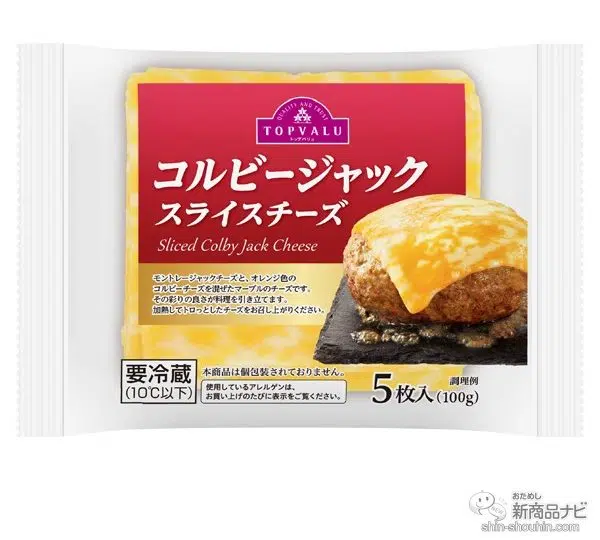 QUALITY AND TRUST
TOPVALU
トップバリュ
コルビージャック
スライスチーズ
Sliced Colby Jack Cheese
モントレージャックチーズと、オレンジ色の
コルビーチーズを混ぜたマーブルのチーズです。
その彩りの良さが料理を引き立てます。
加熱してトロッとしたチーズをお召し上がりください。
要冷蔵
(10℃以下)
本商品は個包装されておりません。
使用しているアレルゲンは、
お買い上げのたびに表示をご覧ください。
調理例
5枚入(100g)
おためし
新商品ナビ
shin-shouhin.com